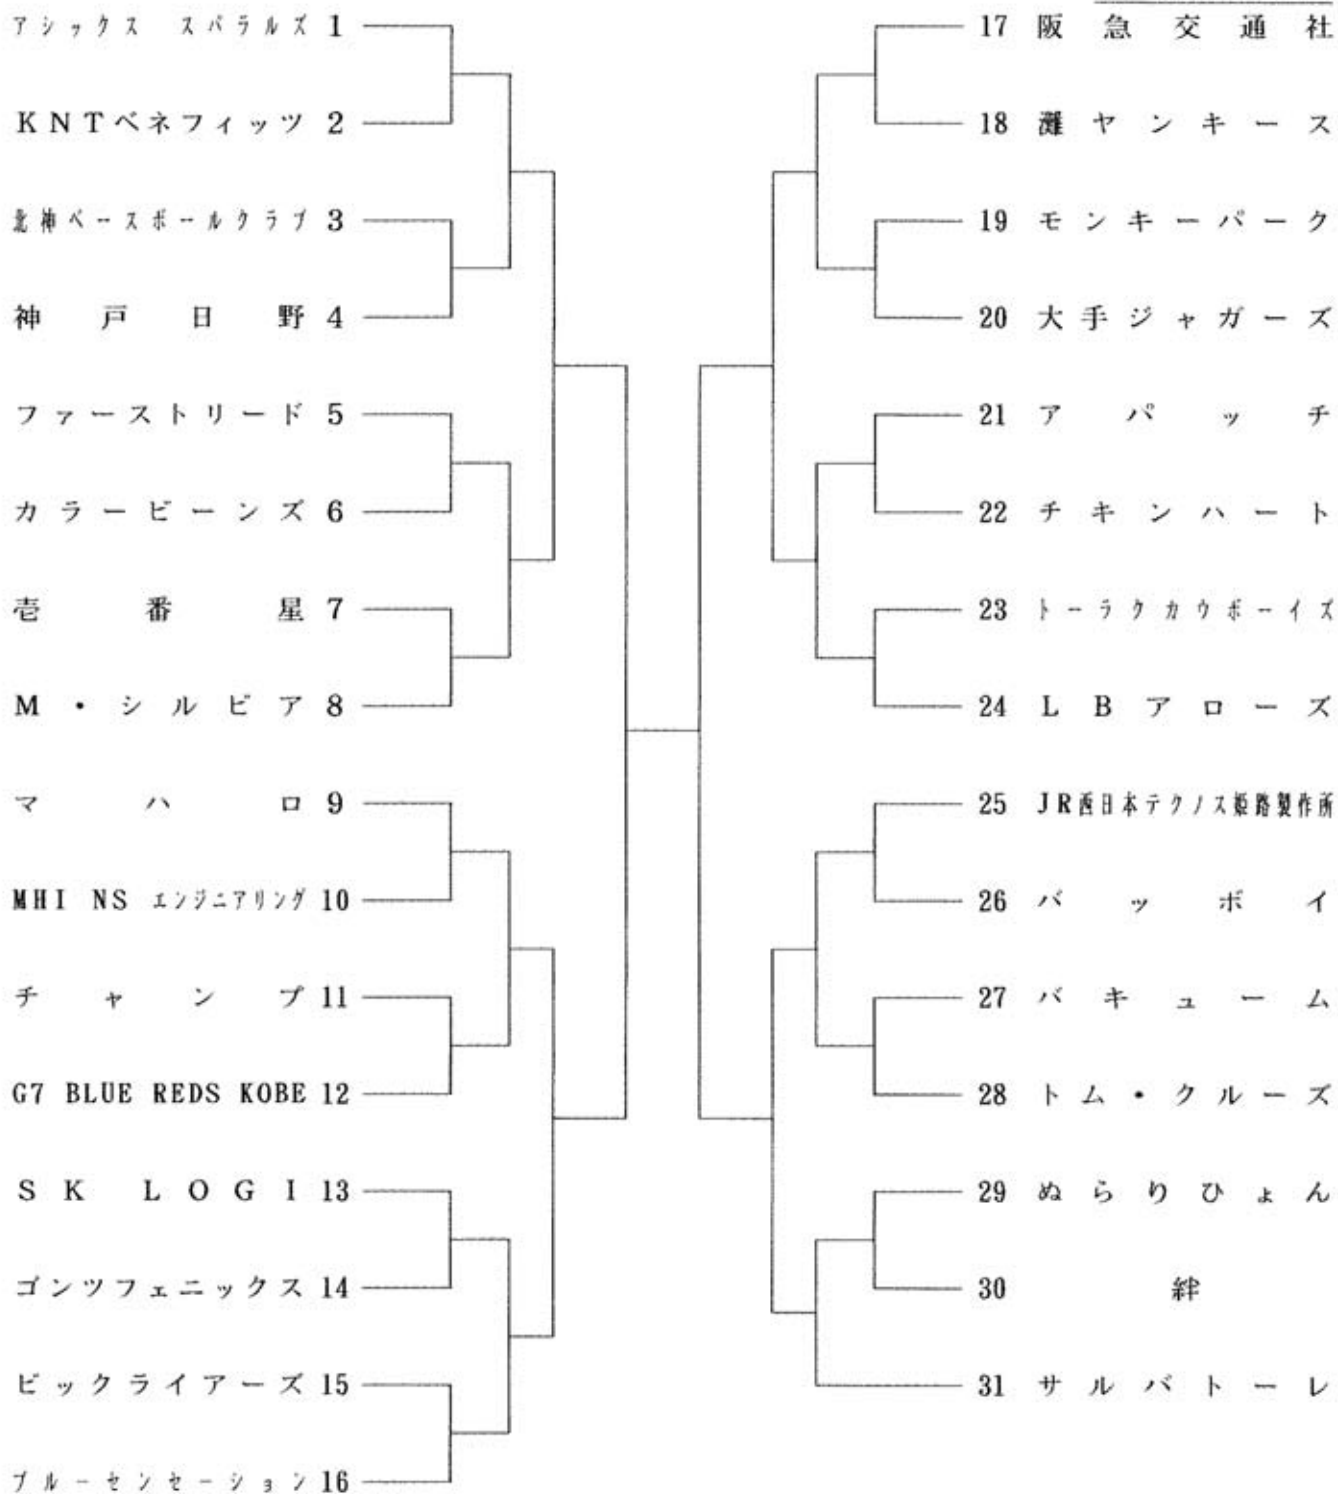 アシックス スパラルズ 1
KNTベネフィッツ 2
北神ベースボールクラブ 3
神戸日野 4
ファーストリード 5
カラービーンズ 6
壱番星 7
M・シルビア 8
マハロ 9
MHI NS エンジニアリング 10
チャンプ 11
G7 BLUE REDS KOBE 12
SK LOGI 13
ゴンツフェニックス 14
ビックライアーズ 15
ブルーセンセーション 16
17 阪急交通社
18 灘ヤンキース
19 モンキーパーク
20 大手ジャガーズ
21 アパッチ
22 チキンハート
23 トーラクカウボーイズ
24 LBアローズ
25 JR西日本テクノス姫路製作所
26 バッボイ
27 バキューム
28 トム・クルーズ
29 ぬらりひょん
30 絆
31 サルバトーレ